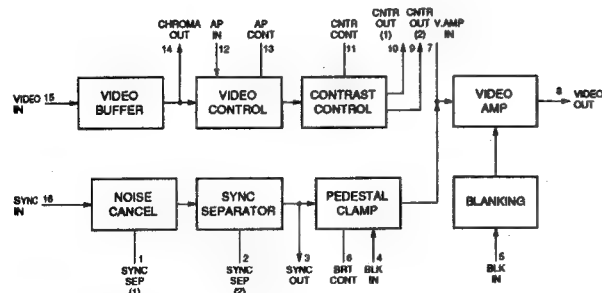 CHROMA OUT 14
AP IN 12
AP CONT 13
CNTR CONT 11
CNTR OUT (1) 10
CNTR OUT (2) 9
V.AMP IN 7
VIDEO IN 15
VIDEO BUFFER
VIDEO CONTROL
CONTRAST CONTROL
VIDEO AMP
8 VIDEO OUT
SYNC IN 16
NOISE CANCEL
SYNC SEPARATOR
PEDESTAL CLAMP
BLANKING
1 SYNC SEP (1)
2 SYNC SEP (2)
3 SYNC OUT
6 BRT CONT
4 BLK IN
5 BLK IN